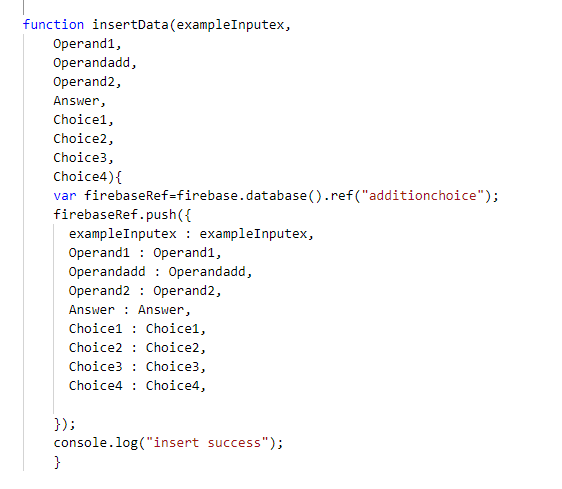 function insertData(exampleInputex,
Operand1,
Operandadd,
Operand2,
Answer,
Choice1,
Choice2,
Choice3,
Choice4){
var firebaseRef=firebase.database().ref("additionchoice");
firebaseRef.push({
exampleInputex : exampleInputex,
Operand1 : Operand1,
Operandadd : Operandadd,
Operand2 : Operand2,
Answer : Answer,
Choice1 : Choice1,
Choice2 : Choice2,
Choice3 : Choice3,
Choice4 : Choice4,
});
console.log("insert success");
}